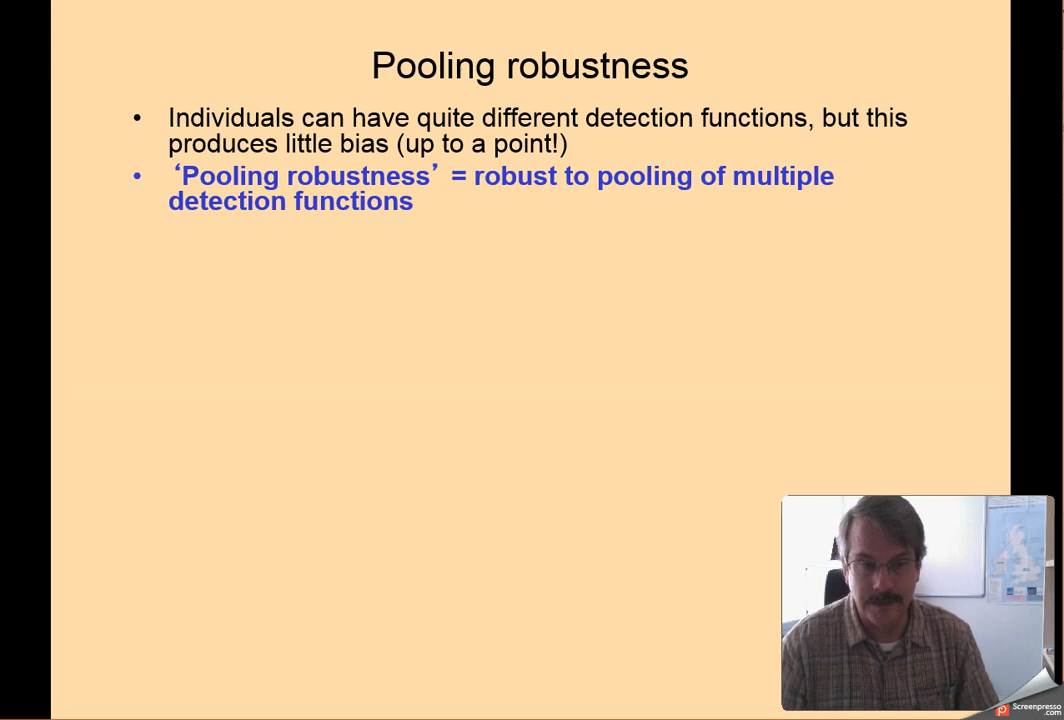 Pooling robustness
• Individuals can have quite different detection functions, but this
produces little bias (up to a point!)
• ‘Pooling robustness’ = robust to pooling of multiple
detection functions
Screenpresso
.com